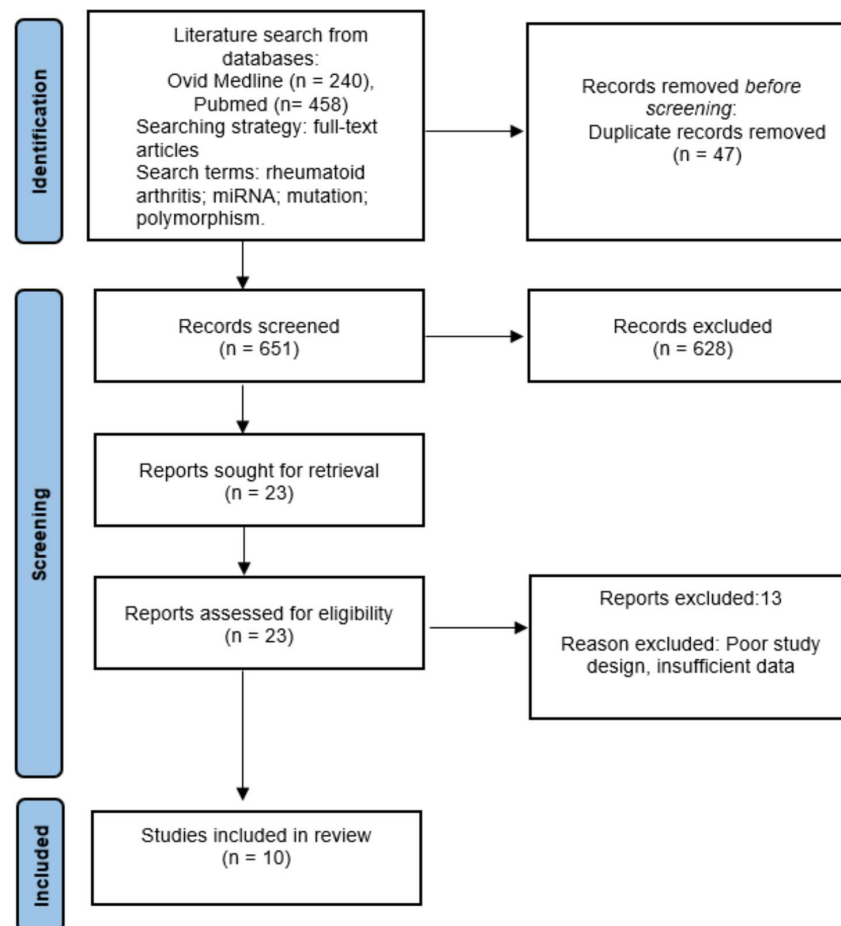 Identification
Literature search from
databases:
Ovid Medline (n = 240),
Pubmed (n= 458)
Searching strategy: full-text
articles
Search terms: rheumatoid
arthritis; miRNA; mutation;
polymorphism.
Records removed before
screening:
Duplicate records removed
(n = 47)
Screening
Records screened
(n = 651)
Records excluded
(n = 628)
Reports sought for retrieval
(n = 23)
Reports assessed for eligibility
(n = 23)
Reports excluded:13
Reason excluded: Poor study
design, insufficient data
Included
Studies included in review
(n = 10)